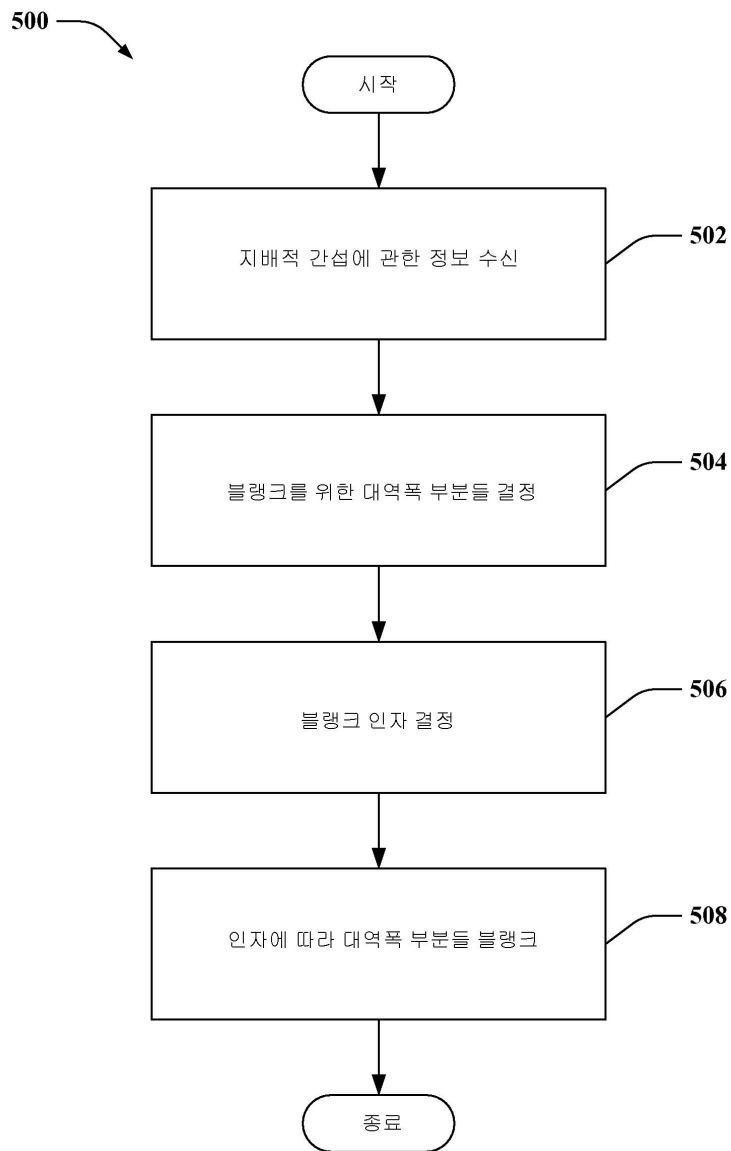 500
시작
지배적 간섭에 관한 정보 수신
502
블랭크를 위한 대역폭 부분들 결정
504
블랭크 인자 결정
506
인자에 따라 대역폭 부분들 블랭크
508
종료